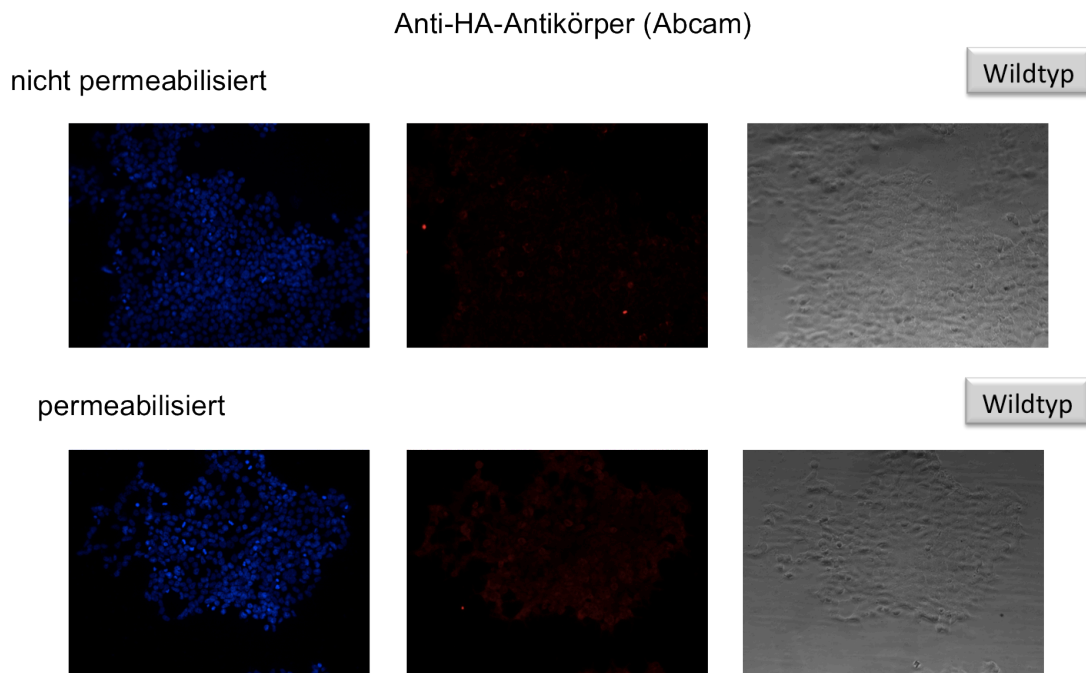 Anti-HA-Antikörper (Abcam)
nicht permeabilisiert
Wildtyp
permeabilisiert
Wildtyp